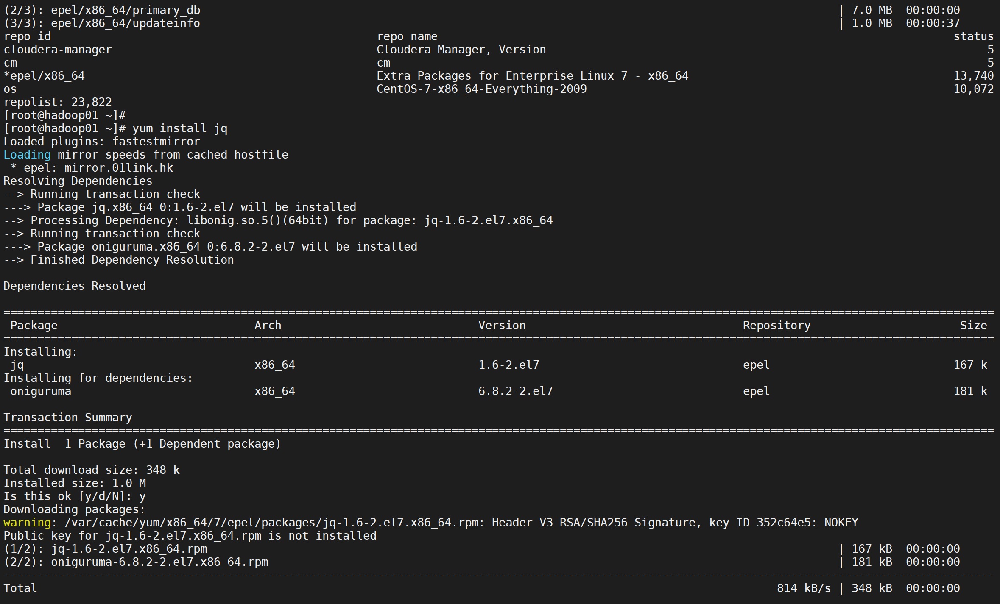 (2/3): epel/x86_64/primary_db | 7.0 MB 00:00:00
(3/3): epel/x86_64/updateinfo | 1.0 MB 00:00:37
repo id repo name status
cloudera-manager Cloudera Manager, Version 5
cm cm 5
*epel/x86_64 Extra Packages for Enterprise Linux 7 - x86_64 13,740
os CentOS-7-x86_64-Everything-2009 10,072
repolist: 23,822
[root@hadoop01 ~]#
[root@hadoop01 ~]# yum install jq
Loaded plugins: fastestmirror
Loading mirror speeds from cached hostfile
 * epel: mirror.01link.hk
Resolving Dependencies
--> Running transaction check
---> Package jq.x86_64 0:1.6-2.el7 will be installed
--> Processing Dependency: libonig.so.5()(64bit) for package: jq-1.6-2.el7.x86_64
--> Running transaction check
---> Package oniguruma.x86_64 0:6.8.2-2.el7 will be installed
--> Finished Dependency Resolution
Dependencies Resolved
================================================================================
 Package Arch Version Repository Size
================================================================================
Installing:
 jq x86_64 1.6-2.el7 epel 167 k
Installing for dependencies:
 oniguruma x86_64 6.8.2-2.el7 epel 181 k
Transaction Summary
================================================================================
Install 1 Package (+1 Dependent package)
Total download size: 348 k
Installed size: 1.0 M
Is this ok [y/d/N]: y
Downloading packages:
warning: /var/cache/yum/x86_64/7/epel/packages/jq-1.6-2.el7.x86_64.rpm: Header V3 RSA/SHA256 Signature, key ID 352c64e5: NOKEY
Public key for jq-1.6-2.el7.x86_64.rpm is not installed
(1/2): jq-1.6-2.el7.x86_64.rpm | 167 kB 00:00:00
(2/2): oniguruma-6.8.2-2.el7.x86_64.rpm | 181 kB 00:00:00
--------------------------------------------------------------------------------
Total 814 kB/s | 348 kB 00:00:00